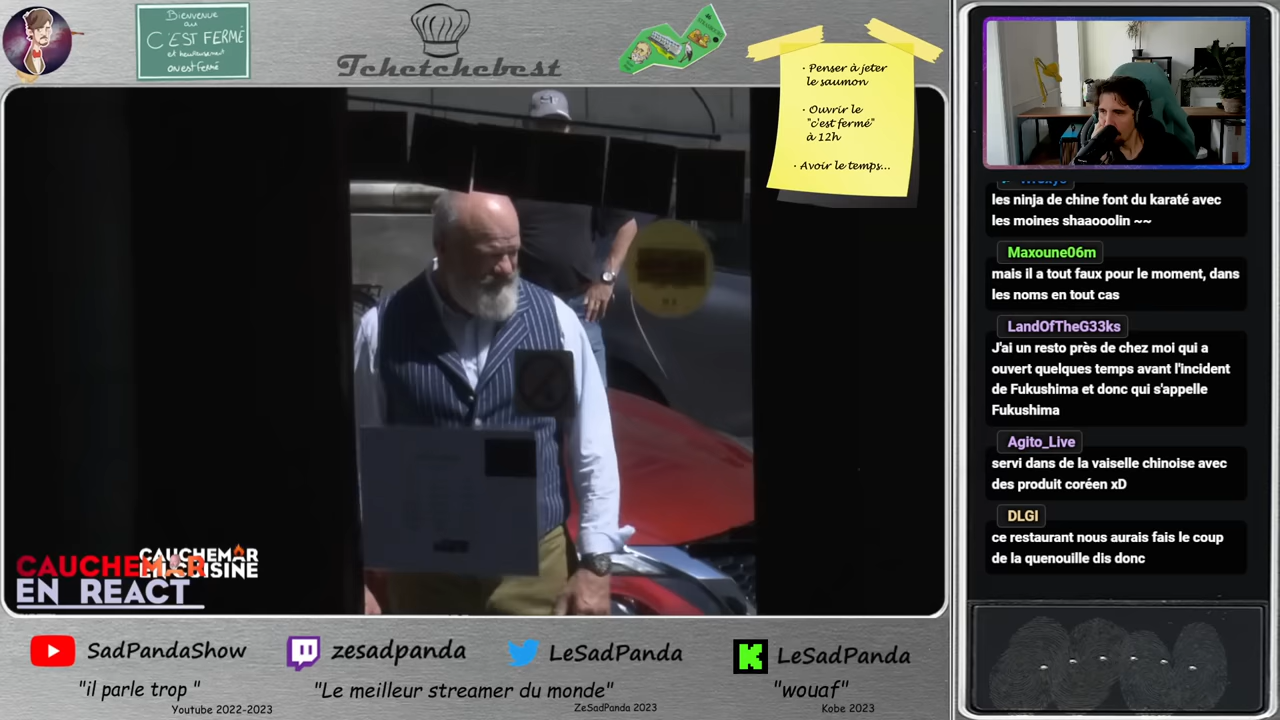 Bienvenue
au
C'EST FERMÉ
et heureusement
on est fermé
Tchetchebest
· Penser à jeter
le saumon
· Ouvrir le
"c'est fermé"
à 12h
· Avoir le temps...
les ninja de chine font du karaté avec
les moines shaaooolin ~~
Maxoune06m
mais il a tout faux pour le moment, dans
les noms en tout cas
LandOfTheG33ks
J'ai un resto près de chez moi qui a
ouvert quelques temps avant l'incident
de Fukushima et donc qui s'appelle
Fukushima
Agito_Live
servi dans de la vaiselle chinoise avec
des produit coréen xD
DLGI
ce restaurant nous aurais fais le coup
de la quenouille dis donc
CAUCHEMAR
EN CUISINE
CAUCHEMAR
EN REACT
SadPandaShow
zesadpanda
LeSadPanda
LeSadPanda
"il parle trop "
Youtube 2022-2023
"Le meilleur streamer du monde"
ZeSadPanda 2023
"wouaf"
Kobe 2023